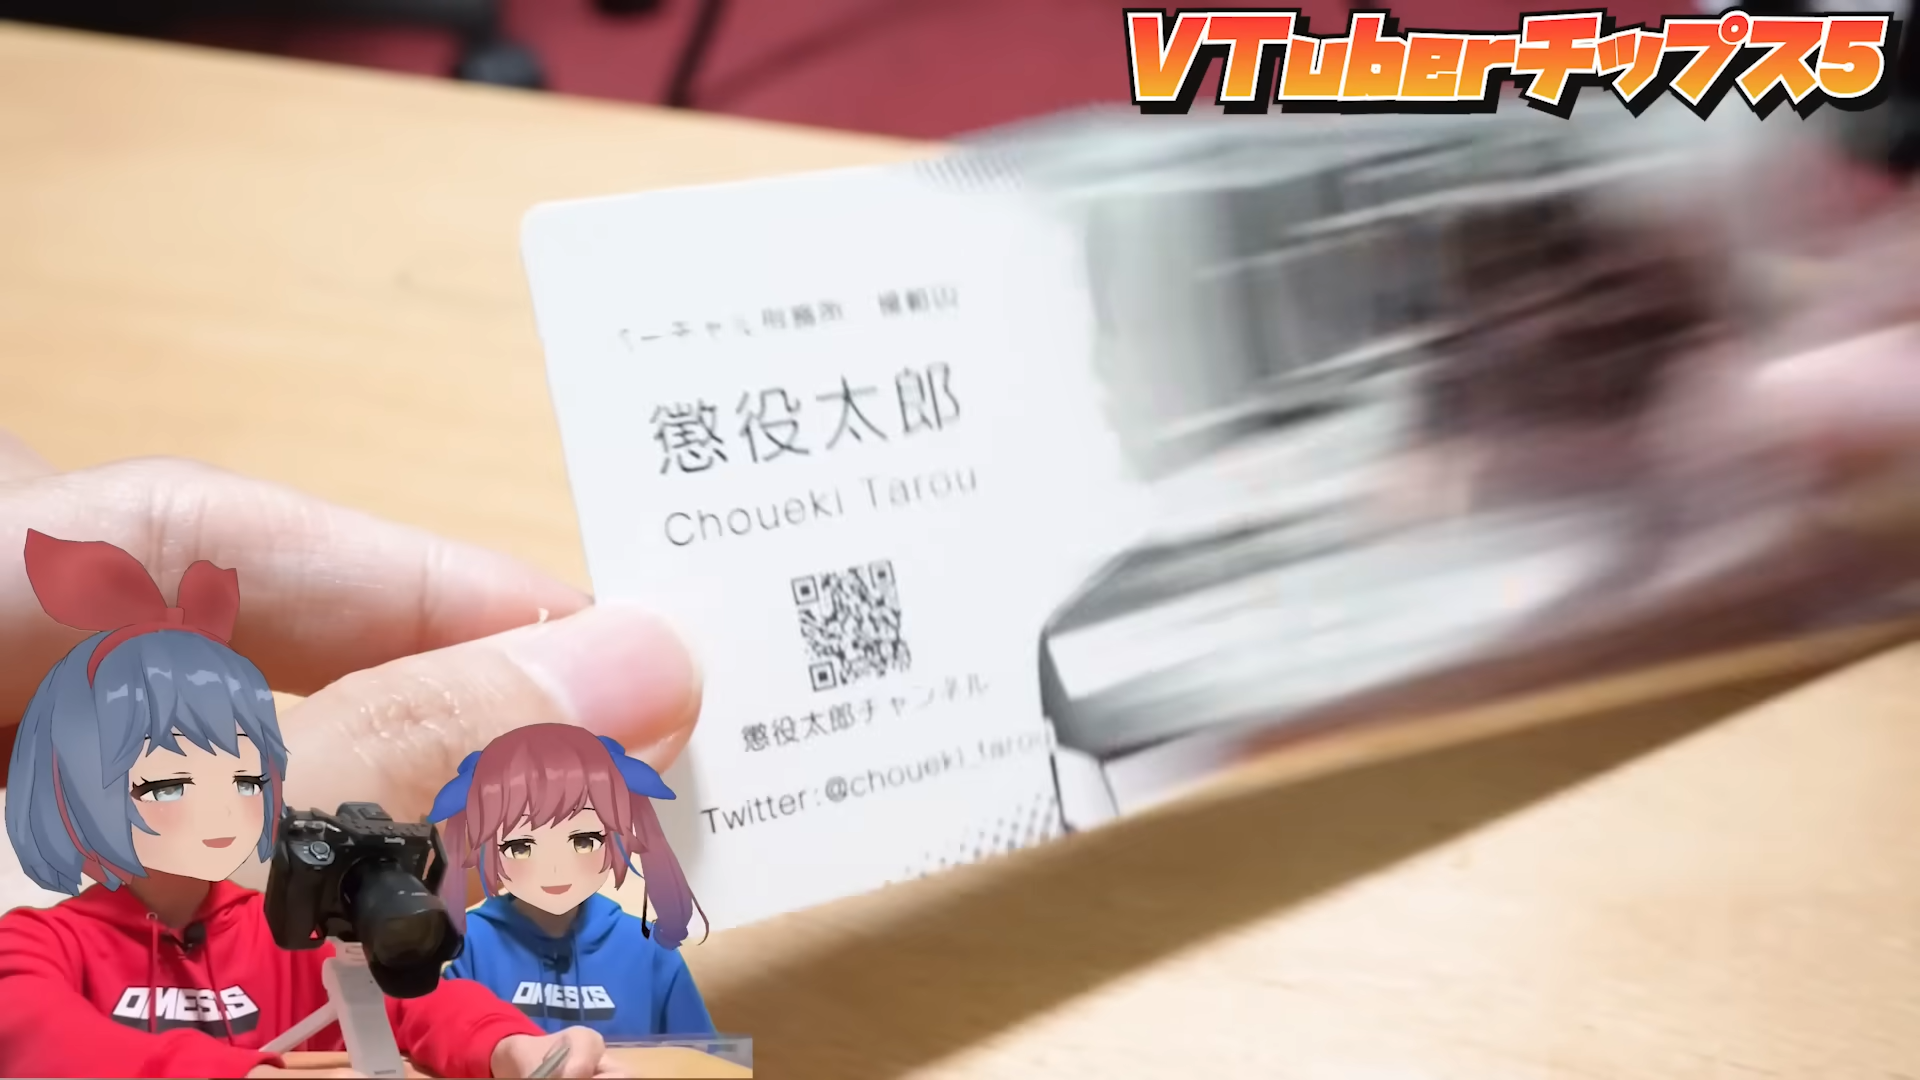 VTuberチップス5
懲役太郎
Choueki Tarou
懲役太郎チャンネル
Twitter:@choueki_tarou
OMESIS
OMESIS